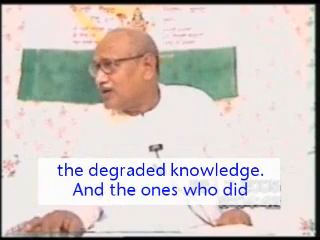 the degraded knowledge.
And the ones who did